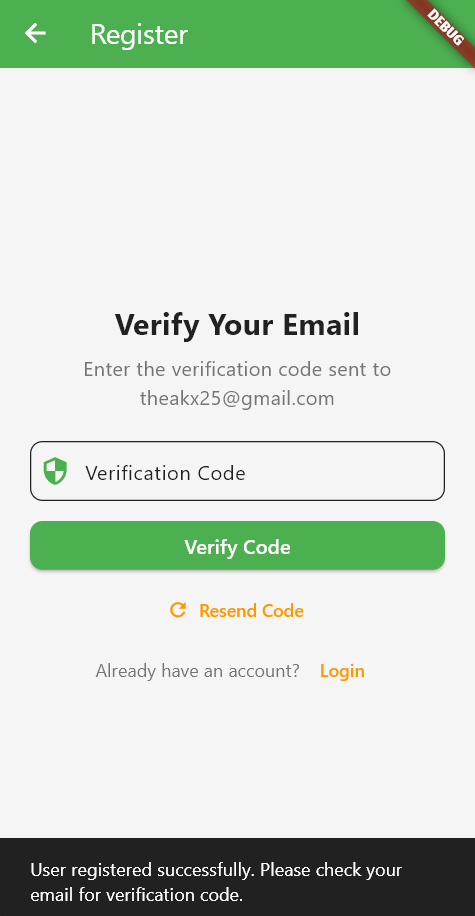 Register
DEBUG
Verify Your Email
Enter the verification code sent to
theakx25@gmail.com
Verification Code
Verify Code
Resend Code
Already have an account? Login
User registered successfully. Please check your
email for verification code.